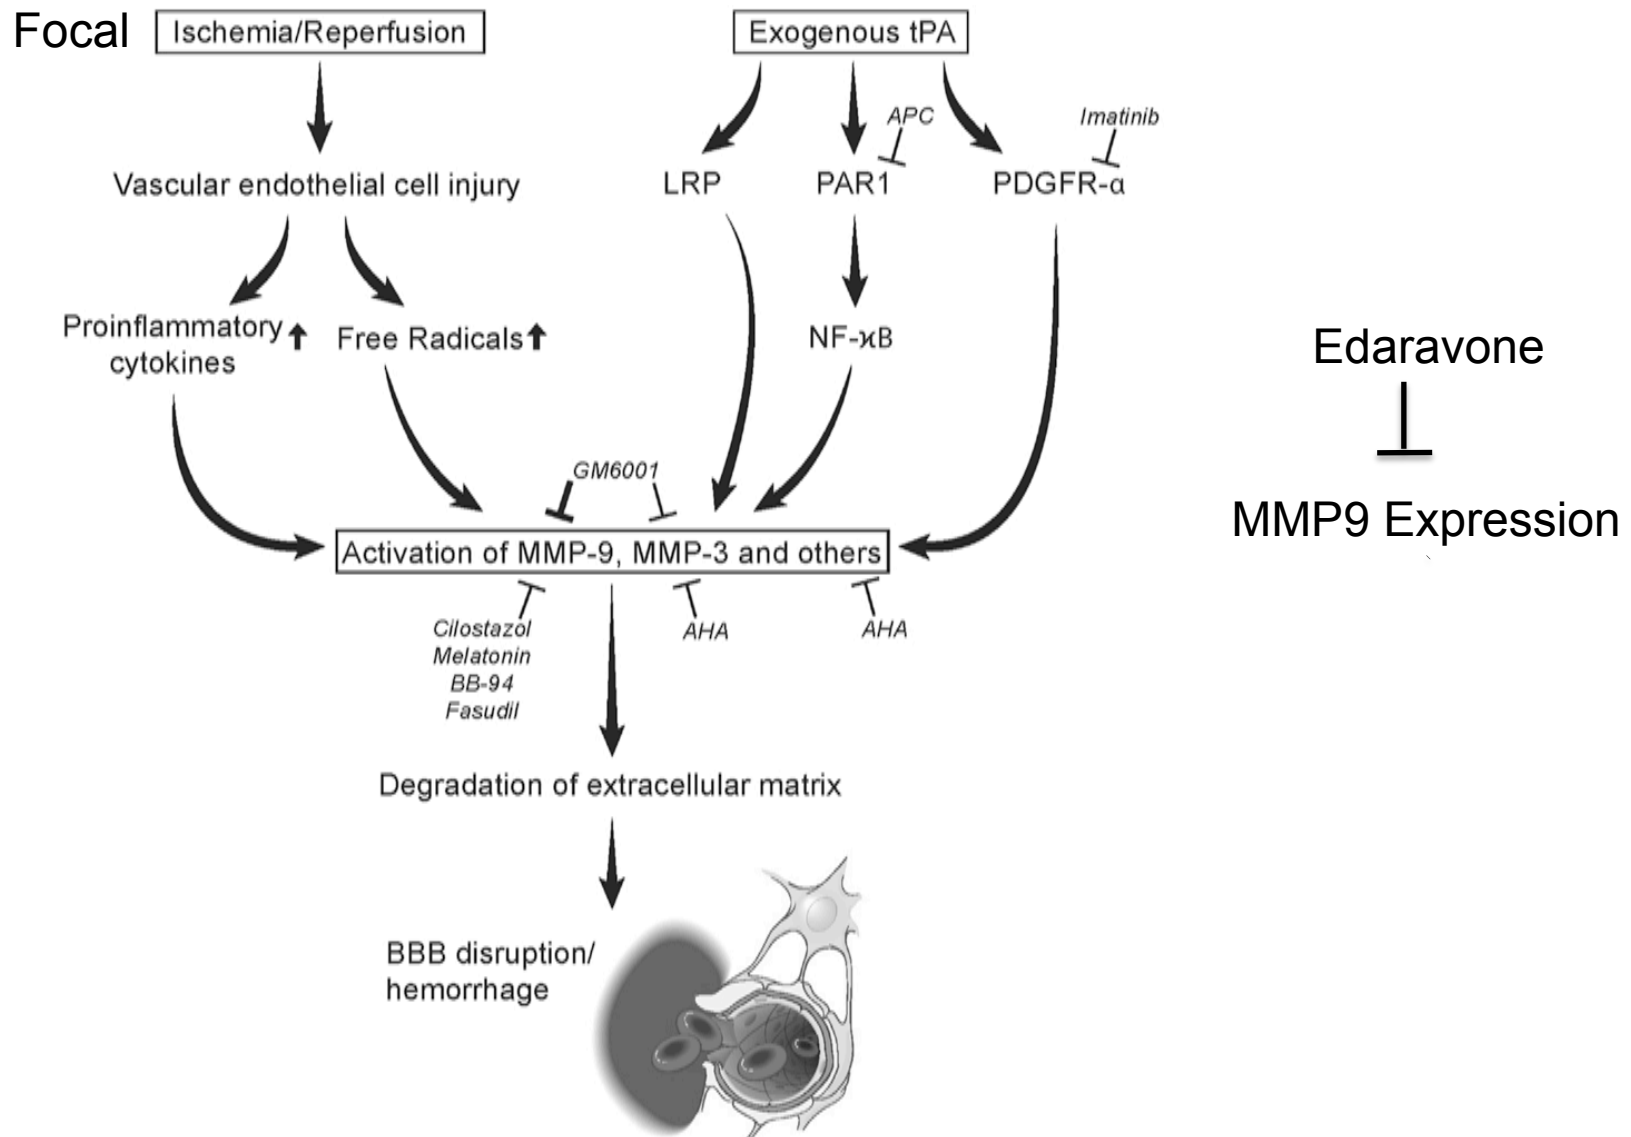 Focal
Ischemia/Reperfusion
Exogenous tPA
APC
Imatinib
Vascular endothelial cell injury
LRP
PAR1
PDGFR-α
Proinflammatory
cytokines
Free Radicals
NF-ϰB
Edaravone
GM6001
MMP9 Expression
Activation of MMP-9, MMP-3 and others
Cilostazol
Melatonin
BB-94
Fasudil
AHA
AHA
Degradation of extracellular matrix
BBB disruption/
hemorrhage